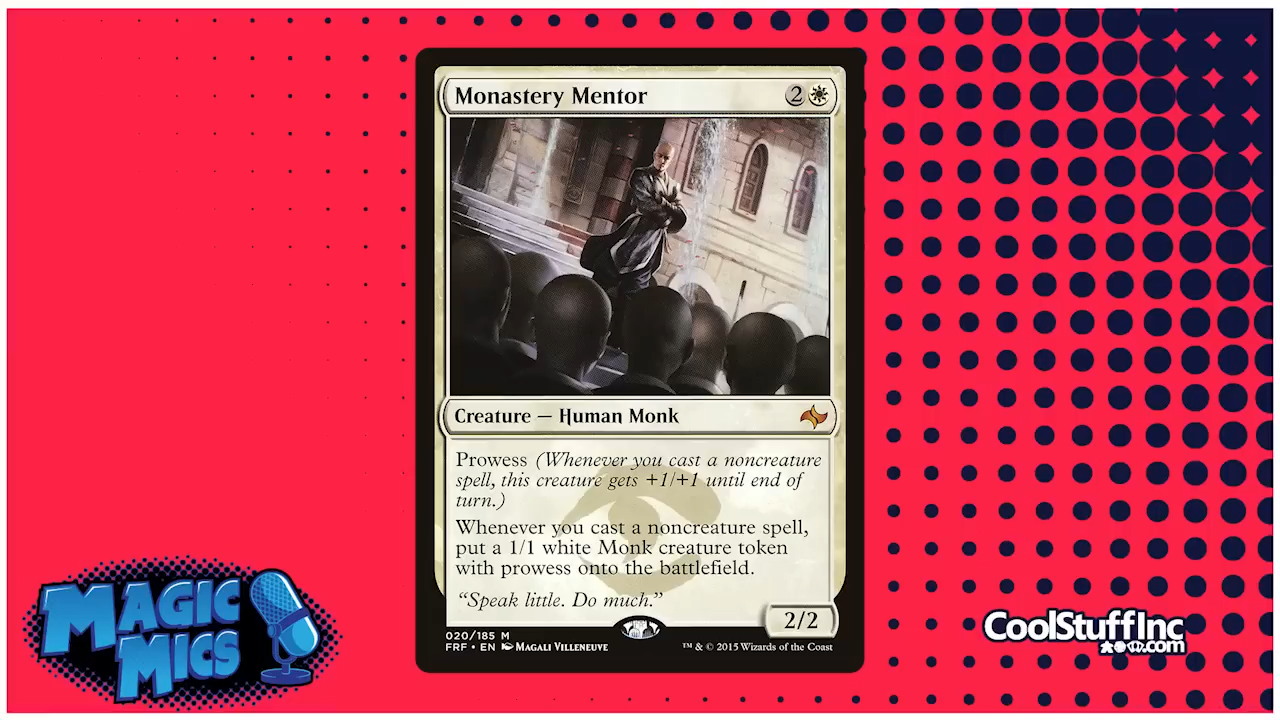 Monastery Mentor 2
Creature — Human Monk
Prowess (Whenever you cast a noncreature
spell, this creature gets +1/+1 until end of
turn.)
Whenever you cast a noncreature spell,
put a 1/1 white Monk creature token
with prowess onto the battlefield.
“Speak little. Do much.”
2/2
020/185 M
FRF • EN MAGALI VILLENEUVE
™ & © 2015 Wizards of the Coast
MAGIC
MICS
CoolStuffInc
.com